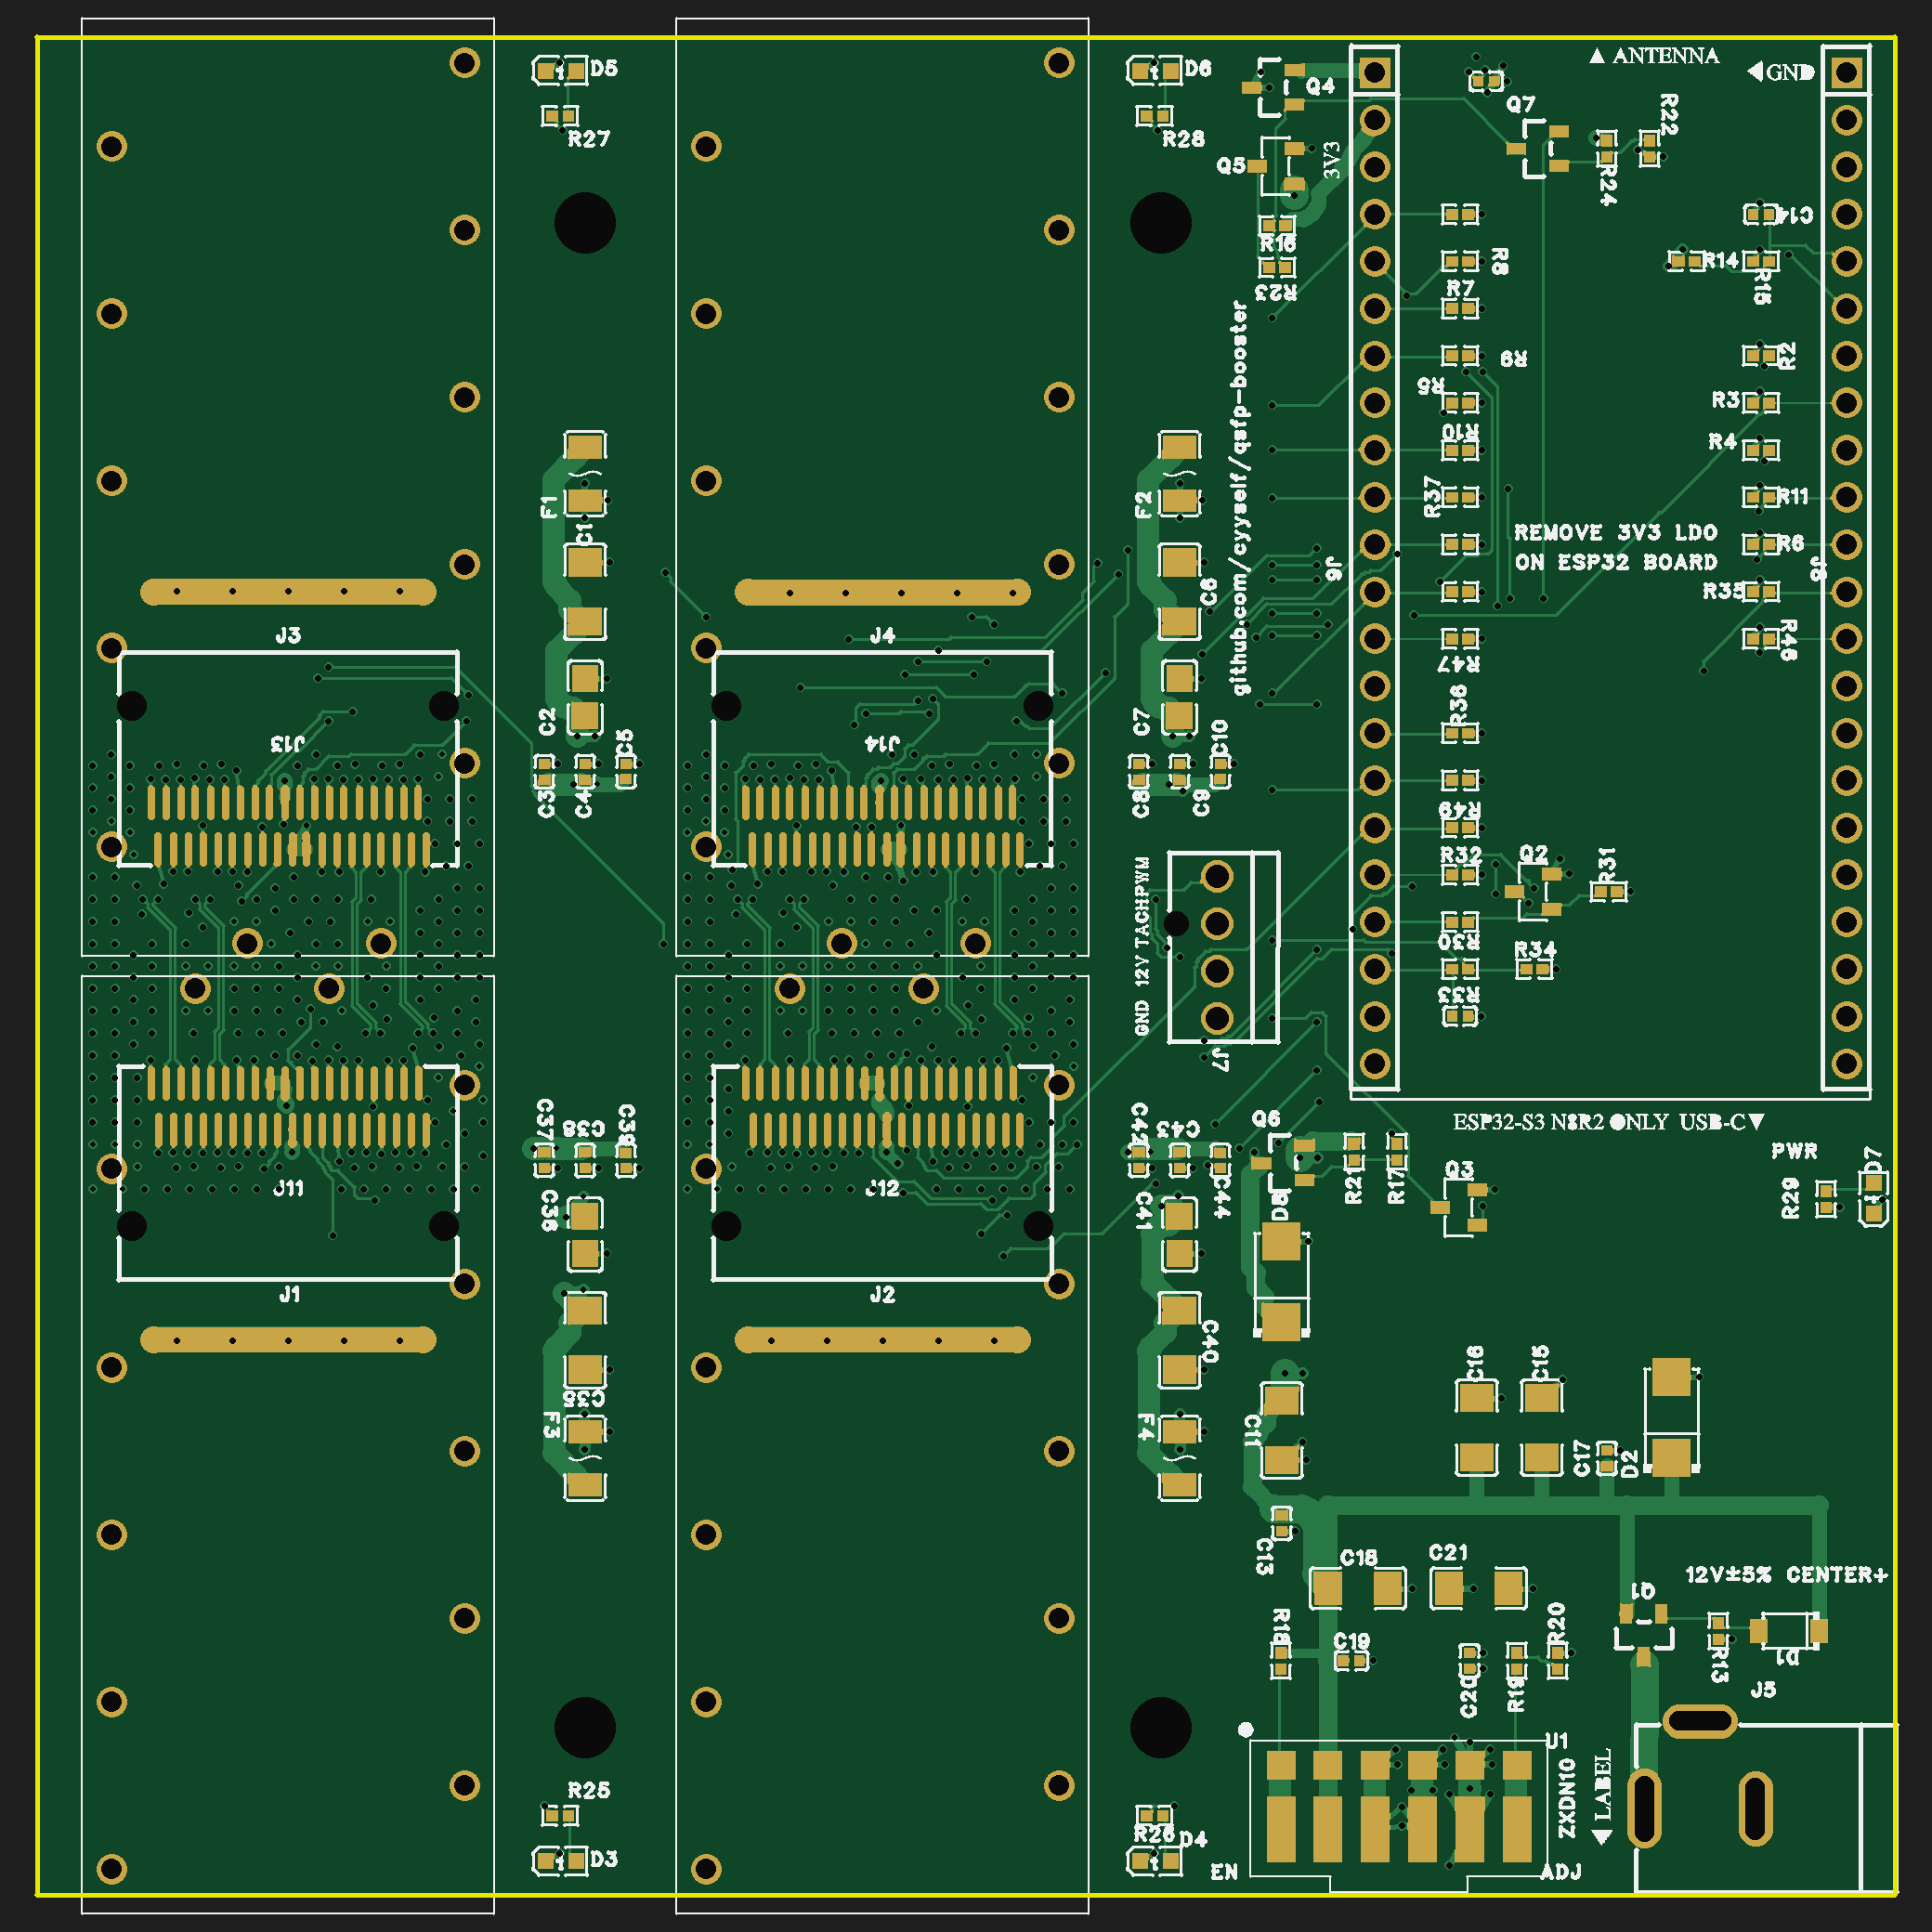 D5
D6
Q4
▲ ANTENNA
◀GND
Q7
R22
R27
R28
Q5
3V3
R24
C14
R16
R23
R8
R14
R15
R7
github.com/cyyself/qsfp-booster
R9
R2
R5
R3
R10
R4
R37
F1
F2
R11
C1
REMOVE 3V3 LDO
ON ESP32 BOARD
R6
J6
J8
C6
R35
J3
J4
R46
R47
R36
C2
C7
J13
J14
C5
C10
C3
C4
C8
C9
R49
R32
Q2
R31
GND 12V TACHPWM
R30
R34
R33
J7
C37
C38
C39
C42
C43
Q6
ESP32-S3 N8R2 ONLY USB-C▼
PWR
D7
Q3
R21
R17
R29
J11
J12
C36
C41
C44
D8
J1
J2
C40
C16
C15
C35
F3
F4
C11
C17
D2
C13
C18
C21
12V±5% CENTER+
Q1
R18
C19
R20
R13
D1
C20
R19
J5
U1
ZXDN10
◀ LABEL
R25
R26
D3
D4
EN
ADJ